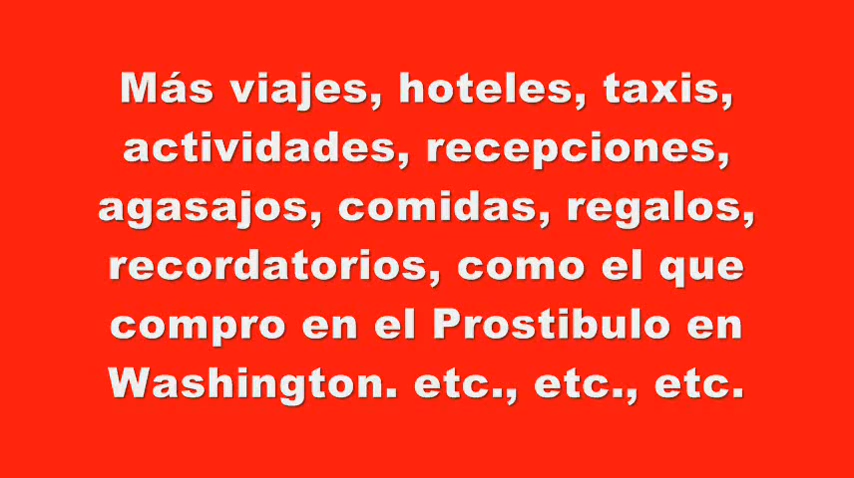 Más viajes, hoteles, taxis,
actividades, recepciones,
agasajos, comidas, regalos,
recordatorios, como el que
compro en el Prostibulo en
Washington. etc., etc., etc.